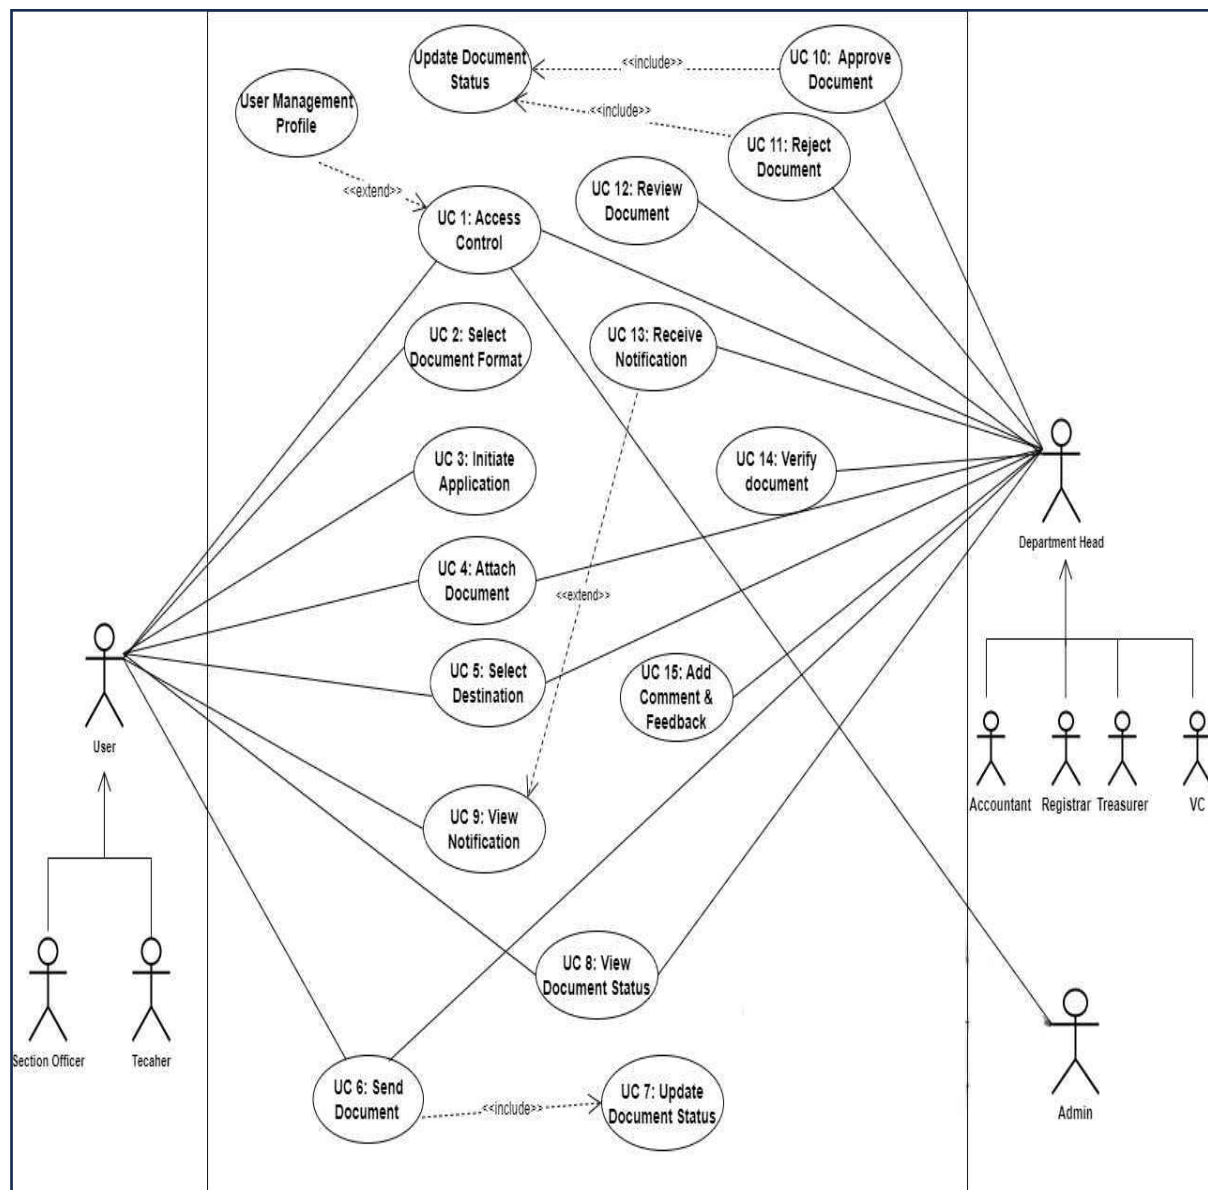 Update Document
Status
<<include>>
UC 10: Approve
Document
User Management
Profile
<<include>>
UC 11: Reject
Document
<<extend>>
UC 12: Review
Document
UC 1: Access
Control
UC 2: Select
Document Format
UC 13: Receive
Notification
UC 3: Initiate
Application
UC 14: Verify
document
Department Head
UC 4: Attach
Document
<<extend>>
UC 5: Select
Destination
UC 15: Add
Comment &
Feedback
User
Accountant
Registrar
Treasurer
VC
UC 9: View
Notification
UC 8: View
Document Status
Section Officer
Tecaher
UC 6: Send
Document
<<include>>
UC 7: Update
Document Status
Admin